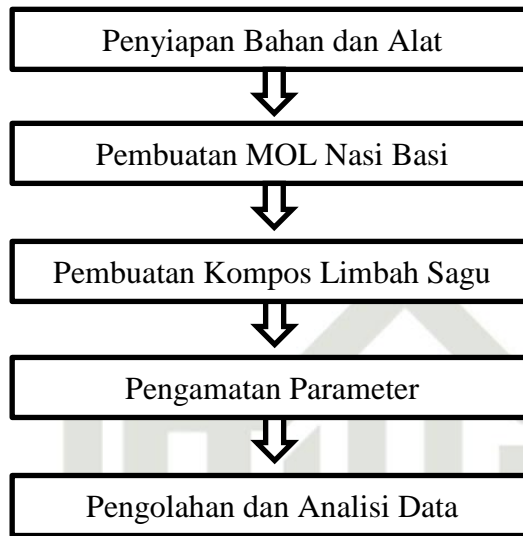 Penyiapan Bahan dan Alat
Pembuatan MOL Nasi Basi
Pembuatan Kompos Limbah Sagu
Pengamatan Parameter
Pengolahan dan Analisi Data